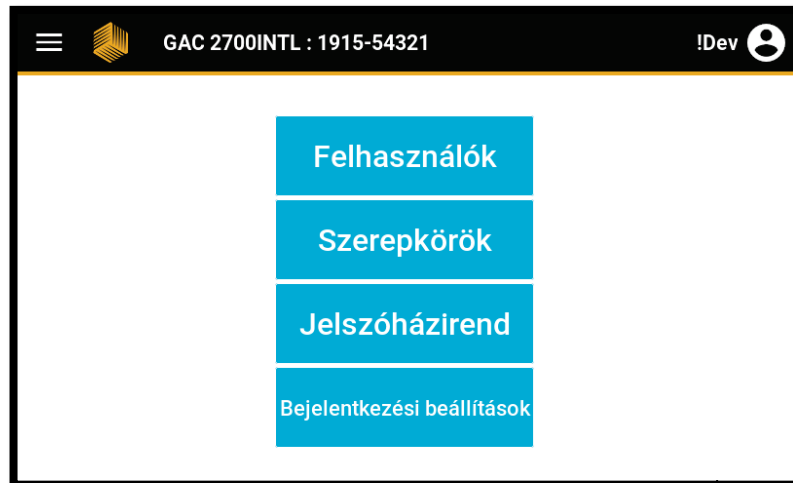 GAC 2700INTL : 1915-54321
!Dev
Felhasználók
Szerepkörök
Jelszóházirend
Bejelentkezési beállítások